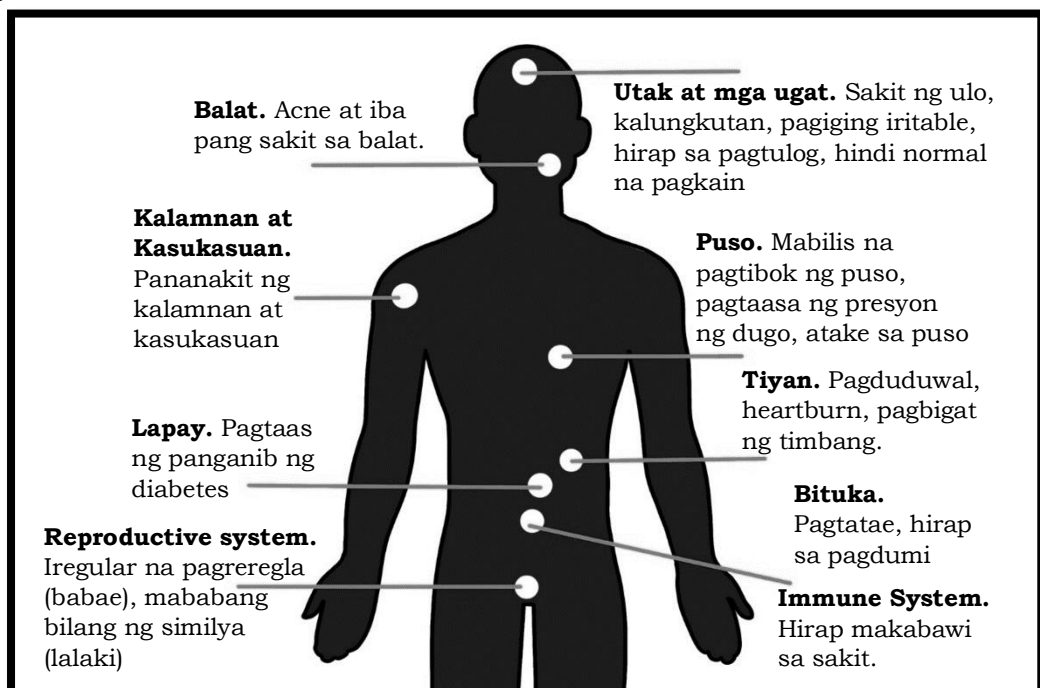 Balat. Acne at iba
pang sakit sa balat.
Utak at mga ugat. Sakit ng ulo,
kalungkutan, pagiging iritable,
hirap sa pagtulog, hindi normal
na pagkain
Kalamnan at
Kasukasuan.
Pananakit ng
kalamnan at
kasukasuan
Puso. Mabilis na
pagtibok ng puso,
pagtaasa ng presyon
ng dugo, atake sa puso
Tiyan. Pagduduwal,
heartburn, pagbigat
ng timbang.
Lapay. Pagtaas
ng panganib ng
diabetes
Bituka.
Pagtatae, hirap
sa pagdumi
Reproductive system.
Iregular na pagreregla
(babae), mababang
bilang ng similya
(lalaki)
Immune System.
Hirap makabawi
sa sakit.